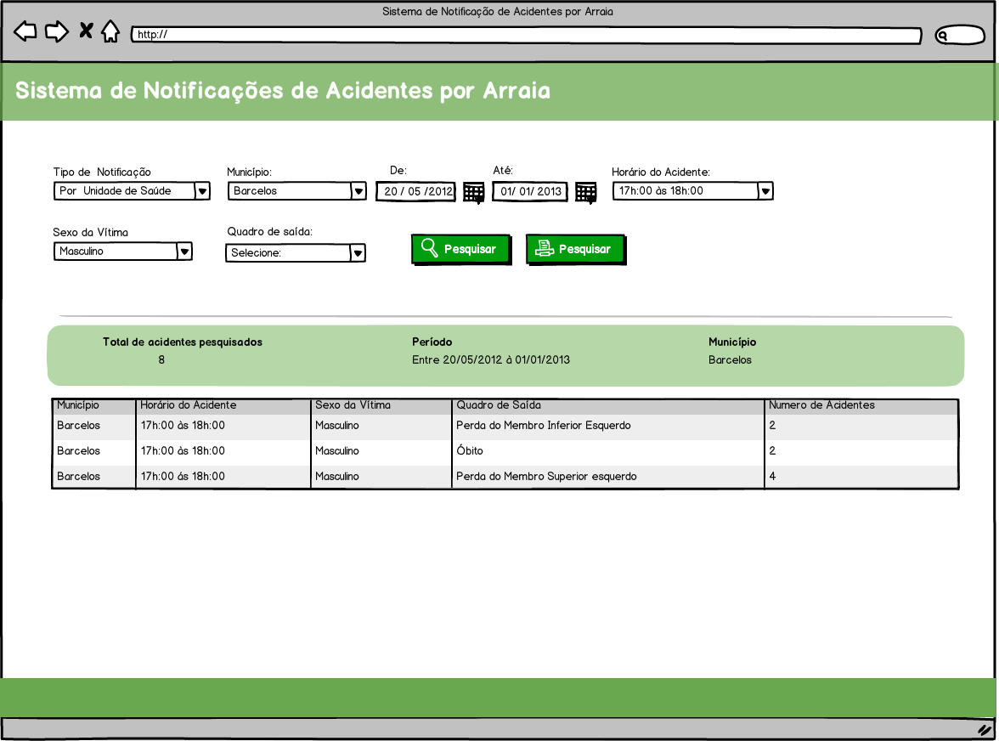 Sistema de Notificação de Acidentes por Arraia
http://
Sistema de Notificações de Acidentes por Arraia
Tipo de Notificação Município: De: Até: Horário do Acidente:
Por Unidade de Saúde Barcelos 20 / 05 /2012 01/ 01/ 2013 17h:00 às 18h:00
Sexo da Vítima Quadro de saída:
Masculino Selecione: Pesquisar Pesquisar
Total de acidentes pesquisados Período Município
8 Entre 20/05/2012 à 01/01/2013 Barcelos
Município Horário do Acidente Sexo da Vítima Quadro de Saída Numero de Acidentes
Barcelos 17h:00 às 18h:00 Masculino Perda do Membro Inferior Esquerdo 2
Barcelos 17h:00 às 18h:00 Masculino Óbito 2
Barcelos 17h:00 ás 18h:00 Masculino Perda do Membro Superior esquerdo 4